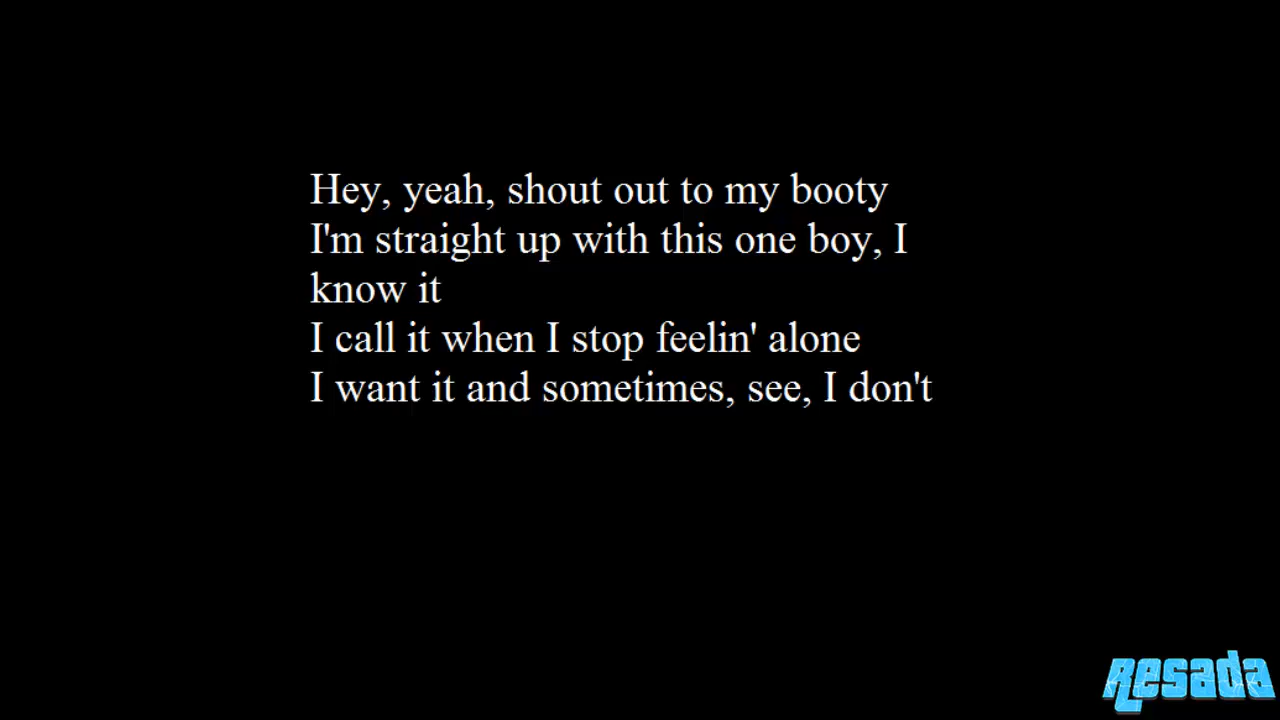 Hey, yeah, shout out to my booty
I'm straight up with this one boy, I
know it
I call it when I stop feelin' alone
I want it and sometimes, see, I don't
Resada